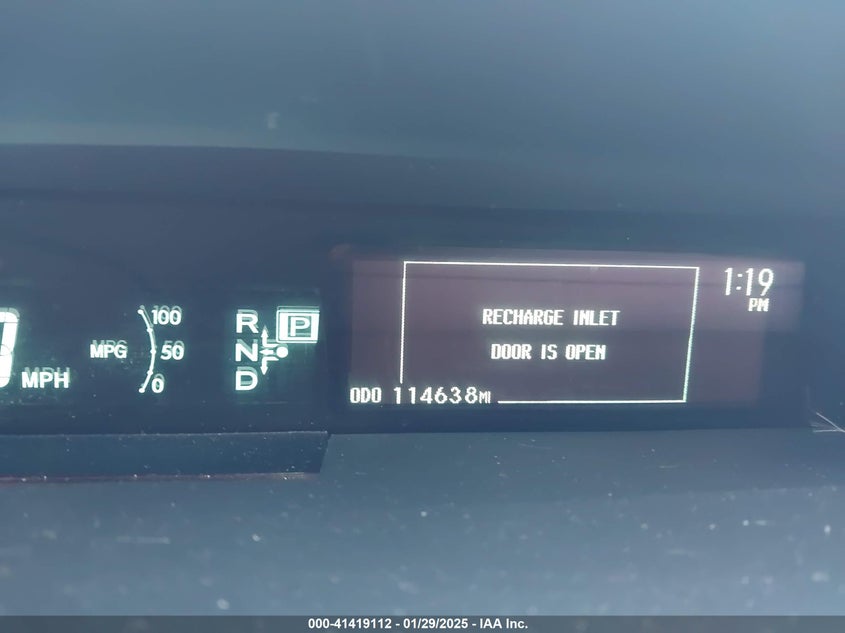 MPH
MPG
100
50
0
R
N
D
P
RECHARGE INLET
DOOR IS OPEN
1:19
PM
ODO 114638MI
000-41419112 - 01/29/2025 - IAA Inc.